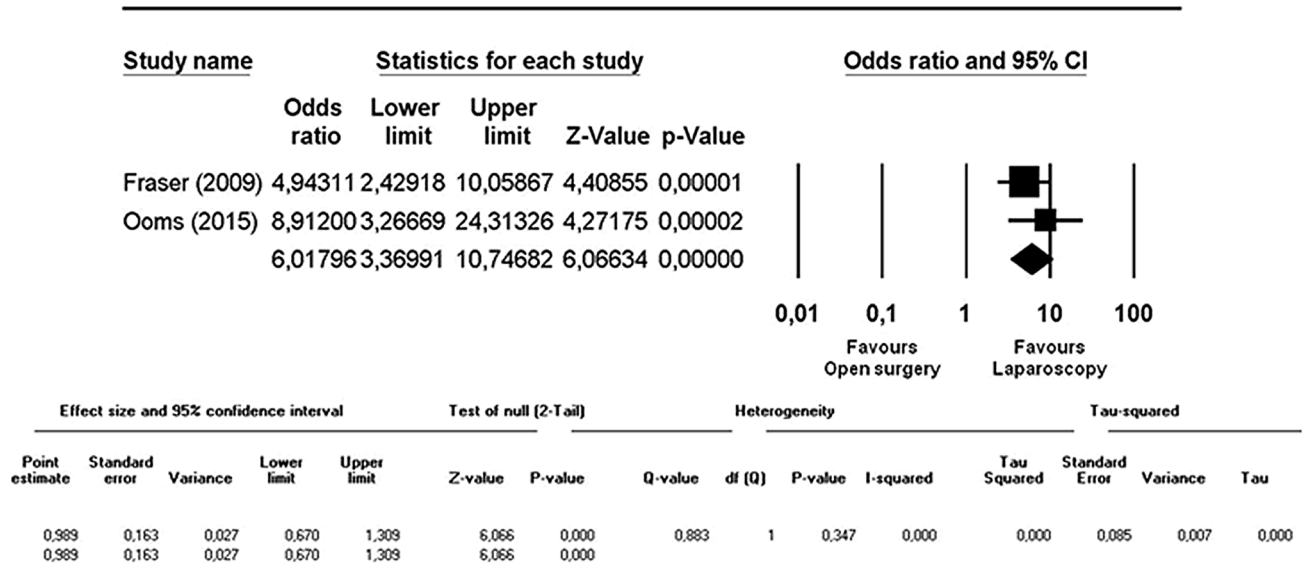 Study name Statistics for each study Odds ratio and 95% CI
Odds Lower Upper
ratio limit limit Z-Value p-Value
Fraser (2009) 4,94311 2,42918 10,05867 4,40855 0,00001
Ooms (2015) 8,91200 3,26669 24,31326 4,27175 0,00002
6,01796 3,36991 10,74682 6,06634 0,00000
0,01 0,1 1 10 100
Favours Favours
Open surgery Laparoscopy
Effect size and 95% confidence interval Test of null (2-Tail) Heterogeneity Tau-squared
Point Standard Lower Upper Tau Standard
estimate error Variance limit limit Z-value P-value Q-value df (Q) P-value I-squared Squared Error Variance Tau
0,989 0,163 0,027 0,670 1,309 6,066 0,000 0,883 1 0,347 0,000 0,000 0,085 0,007 0,000
0,989 0,163 0,027 0,670 1,309 6,066 0,000